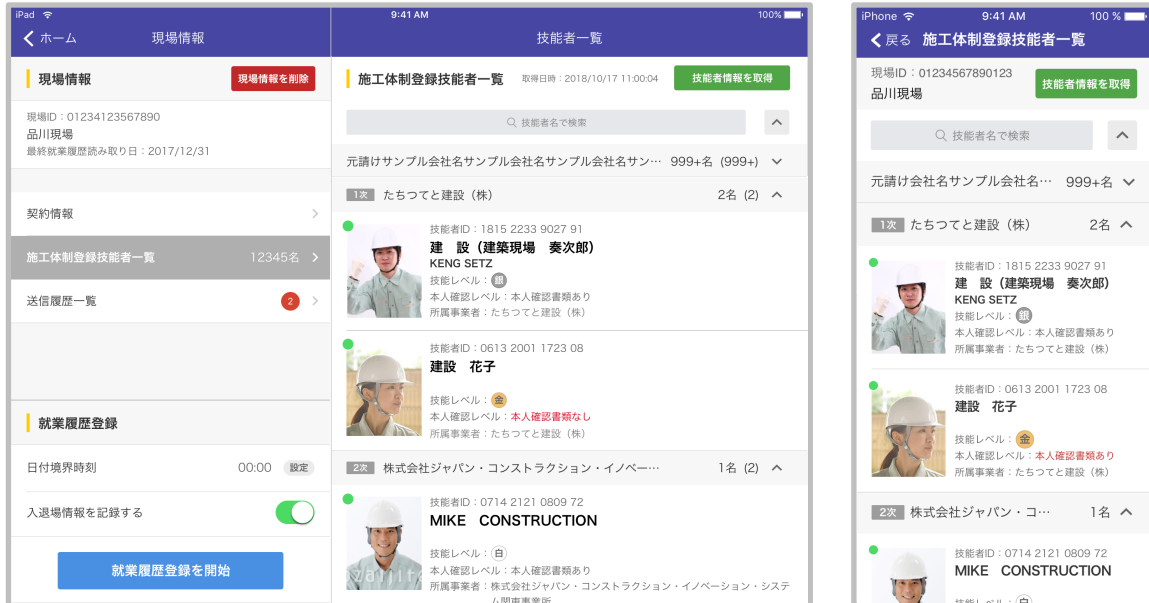 iPad 9:41 AM 100%
ホーム 現場情報 技能者一覧
現場情報 現場情報を削除
現場ID：01234123567890
品川現場
最終就業履歴読み取り日：2017/12/31
契約情報
施工体制登録技能者一覧 12345名
送信履歴一覧 2
就業履歴登録
日付境界時刻 00:00 設定
入退場情報を記録する
就業履歴登録を開始
施工体制登録技能者一覧 取得日時：2018/10/17 11:00:04 技能者情報を取得
技能者名で検索
元請けサンプル会社名サンプル会社名サンプル会社名サン… 999+名 (999+)
1次 たちつてと建設（株） 2名 (2)
技能者ID：1815 2233 9027 91
建　設（建築現場　奏次郎）
KENG SETZ
技能レベル：銀
本人確認レベル：本人確認書類あり
所属事業者：たちつてと建設（株）
技能者ID：0613 2001 1723 08
建設　花子
技能レベル：金
本人確認レベル：本人確認書類なし
所属事業者：たちつてと建設（株）
2次 株式会社ジャパン・コンストラクション・イノベー… 1名 (2)
技能者ID：0714 2121 0809 72
MIKE　CONSTRUCTION
技能レベル：白
本人確認レベル：本人確認書類あり
所属事業者：株式会社ジャパン・コンストラクション・イノベーション・システ
ム関東事業所
iPhone 9:41 AM 100 %
戻る 施工体制登録技能者一覧
現場ID：01234567890123
品川現場 技能者情報を取得
技能者名で検索
元請け会社名サンプル会社名… 999+名
1次 たちつてと建設（株） 2名
技能者ID：1815 2233 9027 91
建　設（建築現場　奏次郎）
KENG SETZ
技能レベル：銀
本人確認レベル：本人確認書類あり
所属事業者：たちつてと建設（株）
技能者ID：0613 2001 1723 08
建設　花子
技能レベル：金
本人確認レベル：本人確認書類あり
所属事業者：たちつてと建設（株）
2次 株式会社ジャパン・コ… 1名
技能者ID：0714 2121 0809 72
MIKE　CONSTRUCTION
技能レベル：白